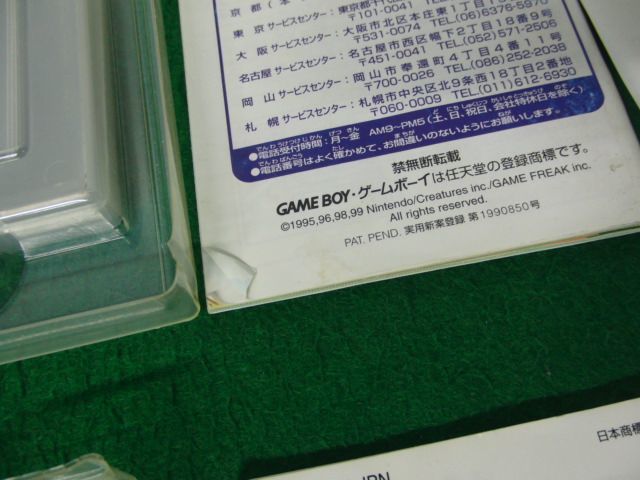 京都(本
〒101-0041 TEL.(03)
東京サービスセンター:東京都千
大阪サービスセンター:大阪市北区本庄東1丁目13
〒531-0074 TEL.(06)6376-5970
名古屋サービスセンター:名古屋市西区幅下2丁目18番9号
〒451-0041 TEL.(052)571-2506
岡山サービスセンター:岡山市奉還町4丁目4番11号
〒700-0026 TEL.(086)252-2038
札幌サービスセンター:札幌市中央区北9条西18丁目2番地
〒060-0009 TEL.(011)612-6930
●電話受付時間:月~金 AM9~PM5(土、日、祝日、会社特休日を除く)
●電話番号はよく確かめて、お間違いのないようにお願いします。
禁無断転載
GAME BOY・ゲームボーイは任天堂の登録商標です。
©1995,96,98,99 Nintendo/Creatures inc./GAME FREAK inc.
All rights reserved.
PAT. PEND. 実用新案登録 第1990850号
日本商標
JPN